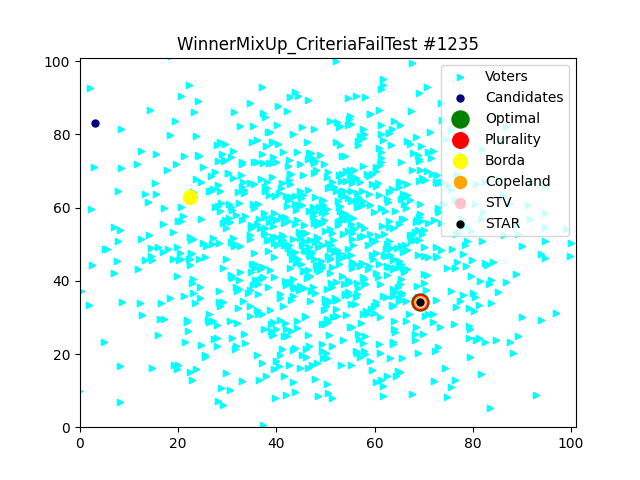 WinnerMixUp_CriteriaFailTest #1235
100
80
60
40
20
0
0 20 40 60 80 100
Voters
Candidates
Optimal
Plurality
Borda
Copeland
STV
STAR